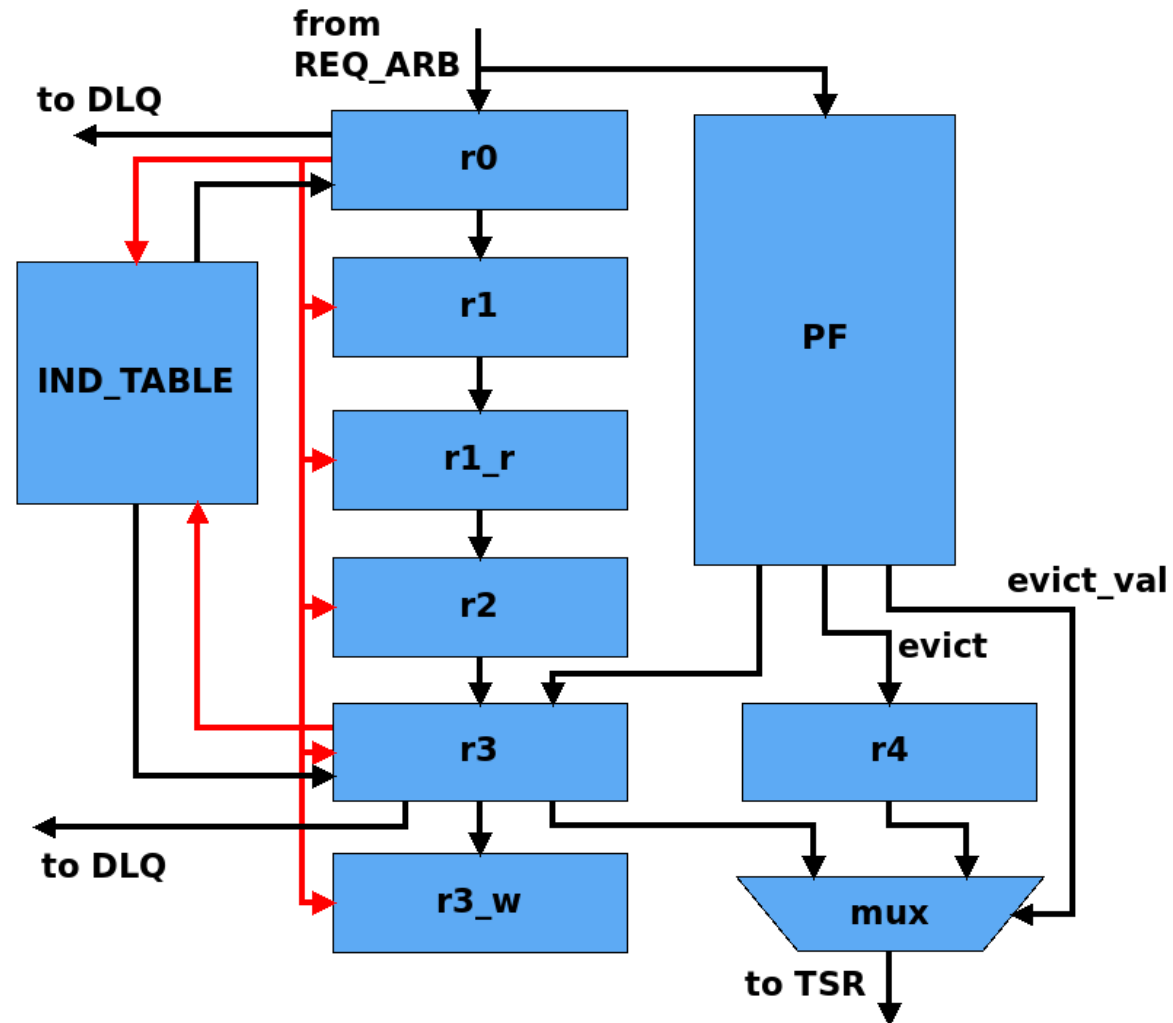 from
REQ_ARB
to DLQ
r0
r1
PF
IND_TABLE
r1_r
r2
evict_val
evict
r3
r4
to DLQ
r3_w
mux
to TSR